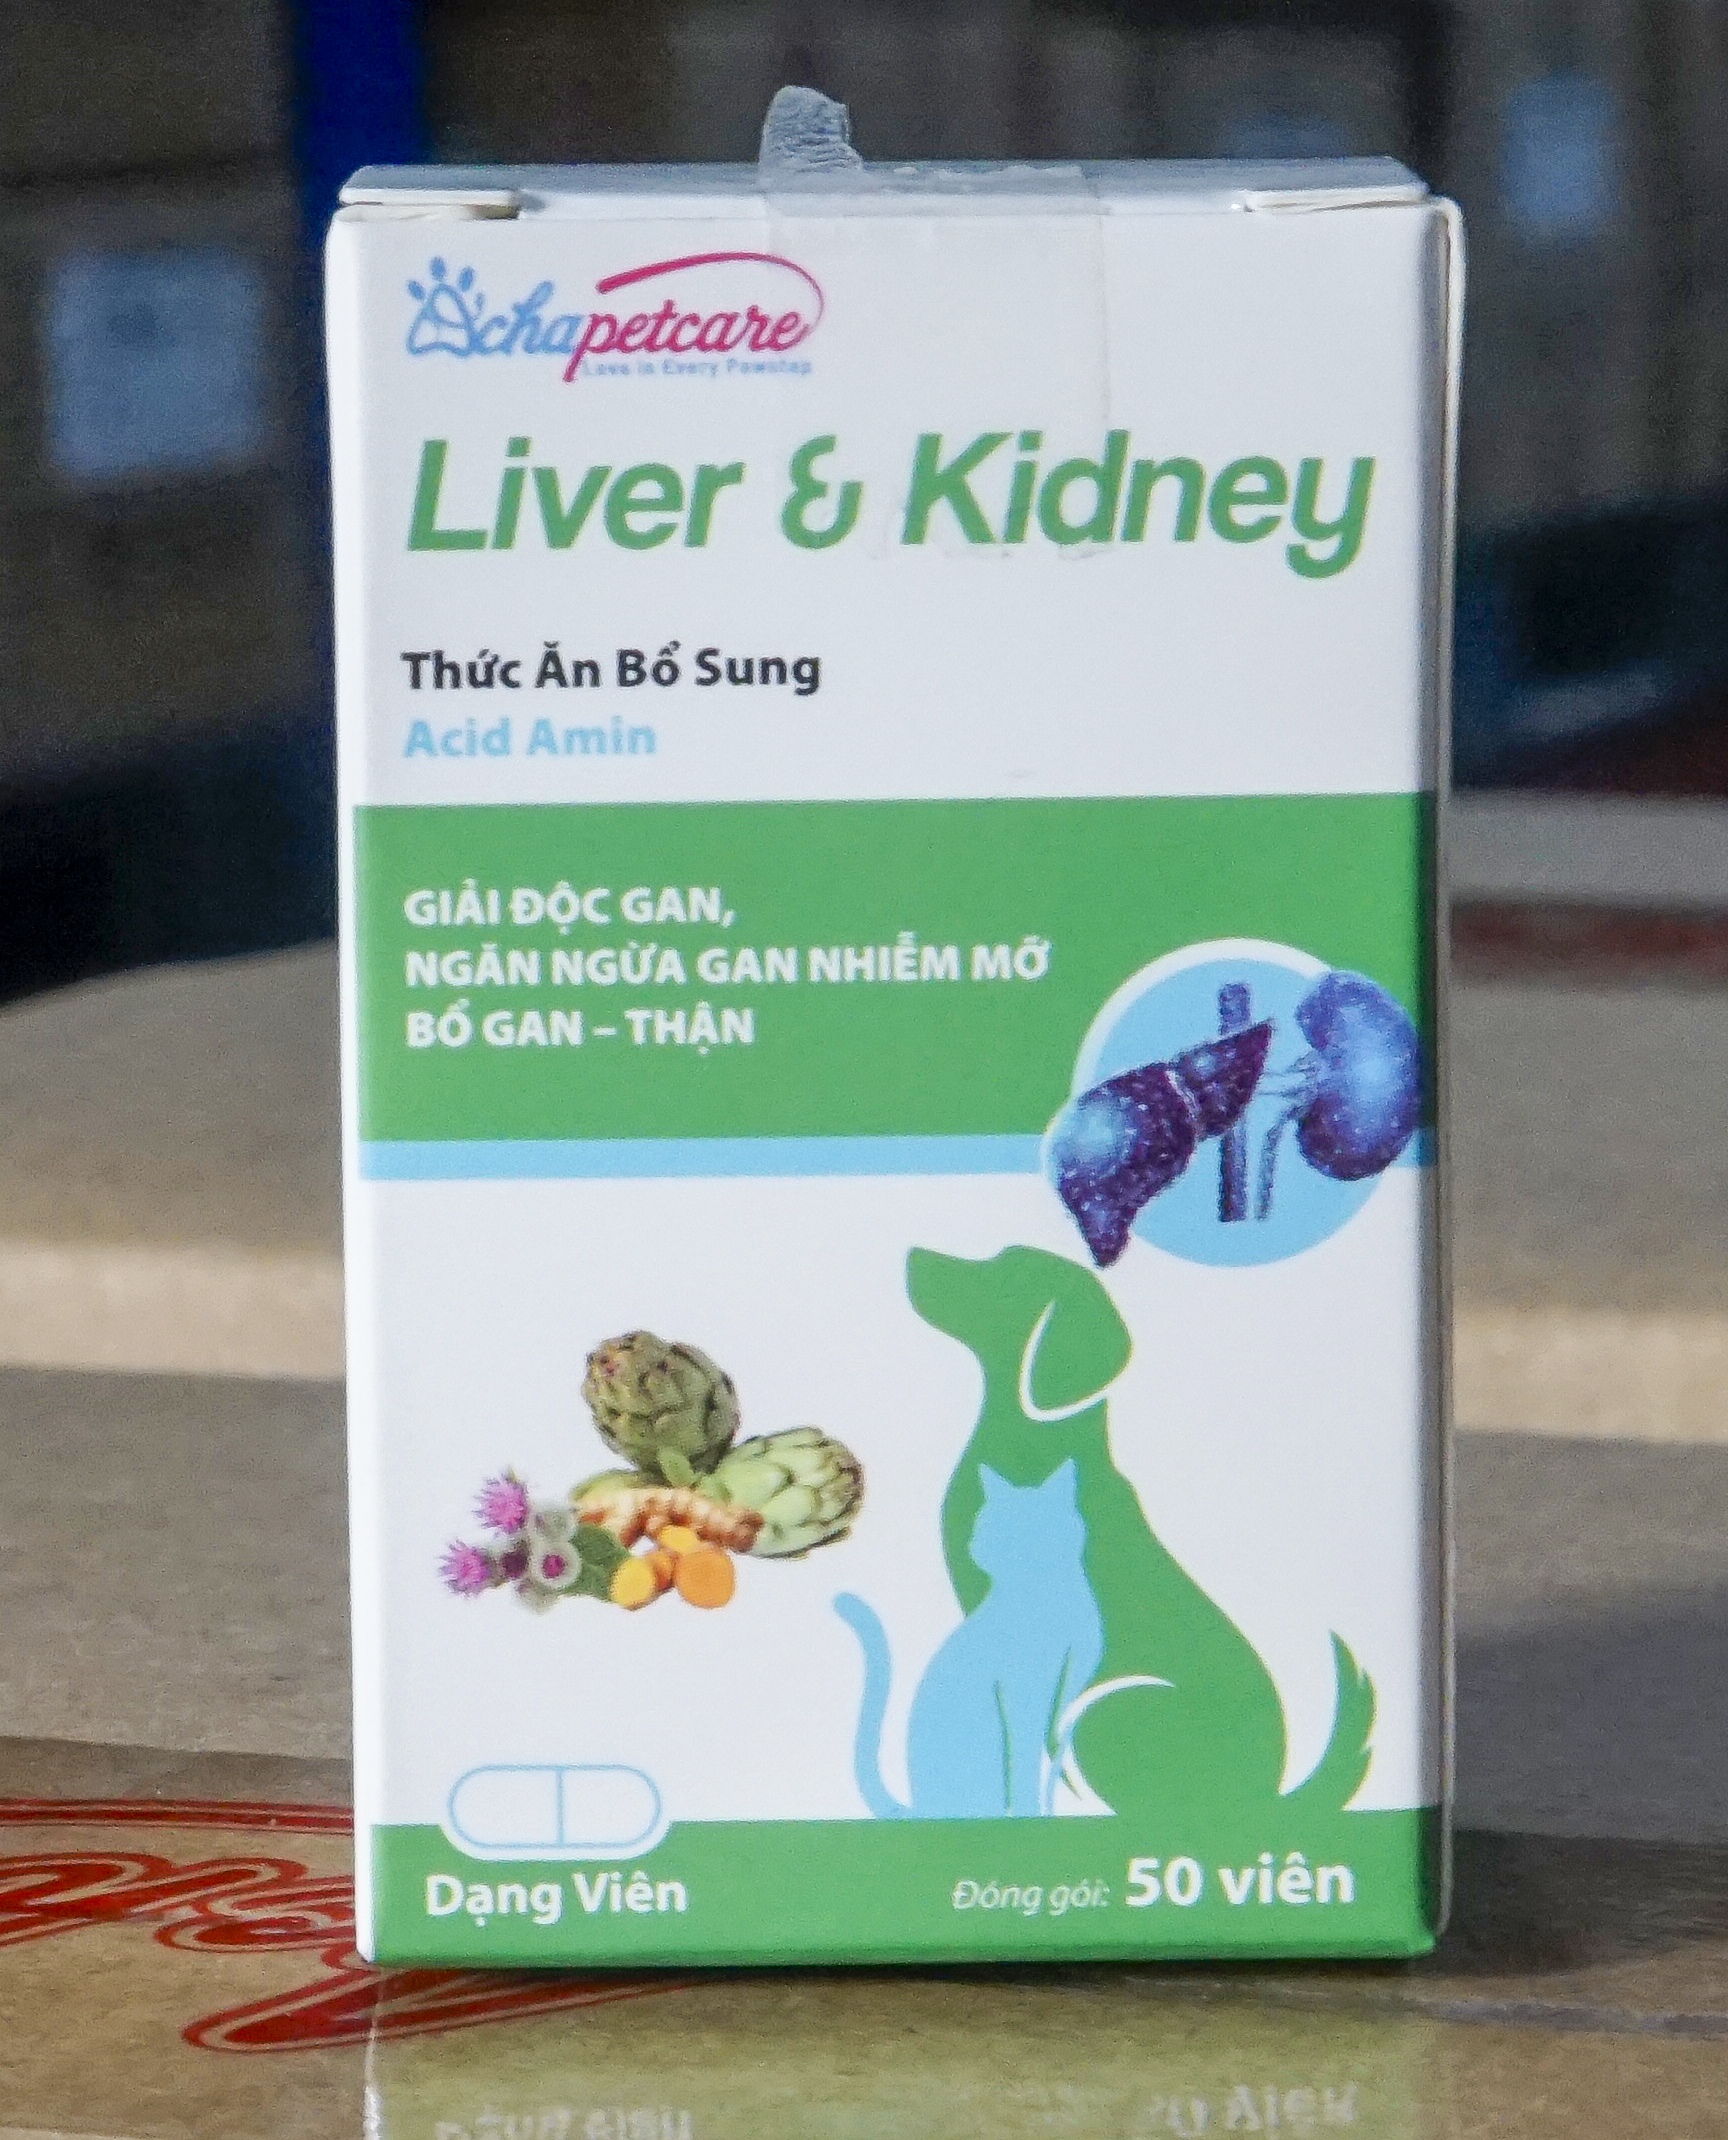 Achapetcare
Love in Every Pawstep
Liver & Kidney
Thức Ăn Bổ Sung
Acid Amin
GIẢI ĐỘC GAN,
NGĂN NGỪA GAN NHIỄM MỠ
BỔ GAN – THẬN
Dạng Viên
Đóng gói: 50 viên